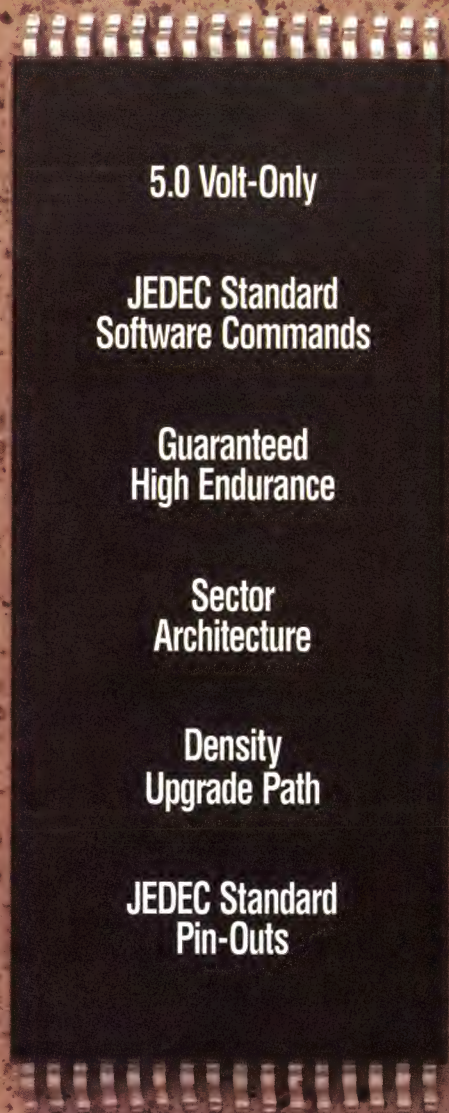 5.0 Volt-Only
JEDEC Standard
Software Commands
Guaranteed
High Endurance
Sector
Architecture
Density
Upgrade Path
JEDEC Standard
Pin-Outs